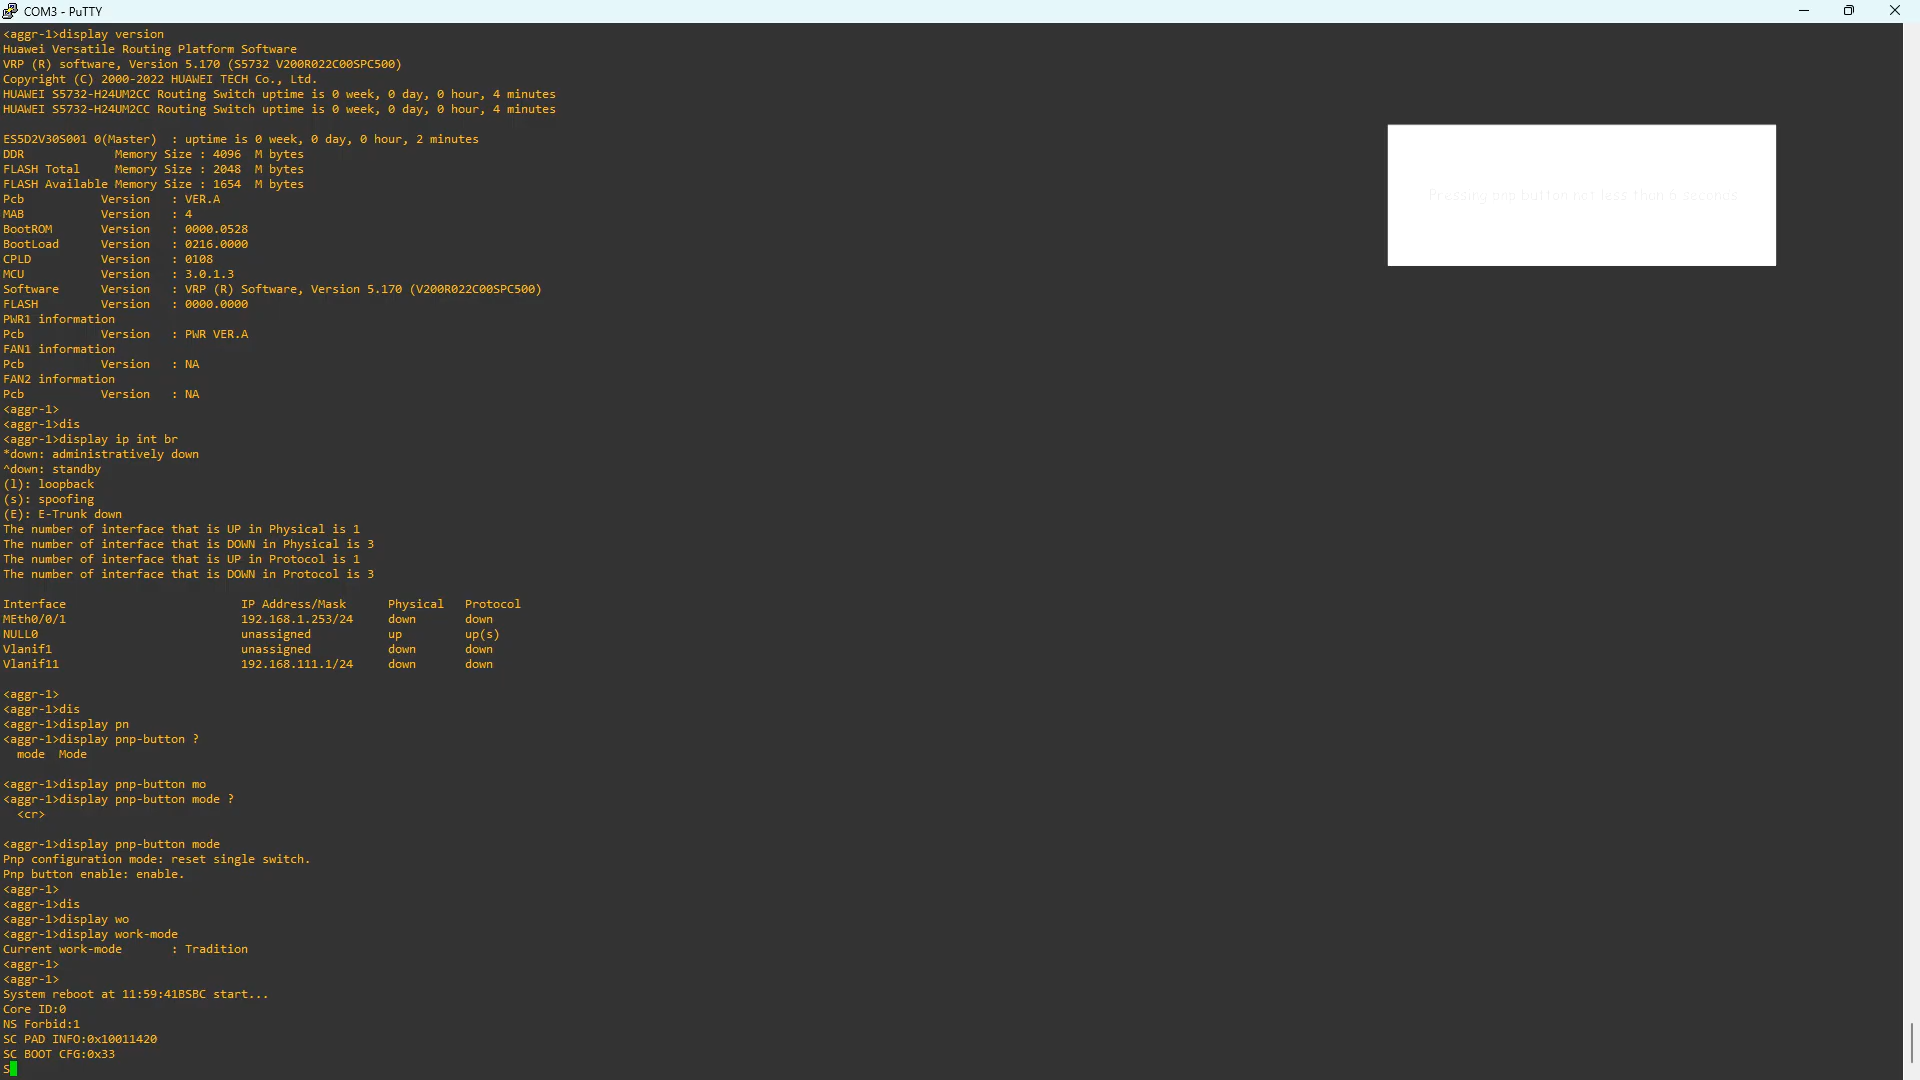 COM3 - PuTTY
<aggr-1>display version
Huawei Versatile Routing Platform Software
VRP (R) software, Version 5.170 (S5732 V200R022C00SPC500)
Copyright (C) 2000-2022 HUAWEI TECH Co., Ltd.
HUAWEI S5732-H24UM2CC Routing Switch uptime is 0 week, 0 day, 0 hour, 4 minutes
HUAWEI S5732-H24UM2CC Routing Switch uptime is 0 week, 0 day, 0 hour, 4 minutes
ES5D2V30S001 0(Master)  : uptime is 0 week, 0 day, 0 hour, 2 minutes
DDR             Memory Size : 4096  M bytes
FLASH Total     Memory Size : 2048  M bytes
FLASH Available Memory Size : 1654  M bytes
Pcb           Version   : VER.A
MAB           Version   : 4
BootROM       Version   : 0000.0528
BootLoad      Version   : 0216.0000
CPLD          Version   : 0108
MCU           Version   : 3.0.1.3
Software      Version   : VRP (R) Software, Version 5.170 (V200R022C00SPC500)
FLASH         Version   : 0000.0000
PWR1 information
Pcb           Version   : PWR VER.A
FAN1 information
Pcb           Version   : NA
FAN2 information
Pcb           Version   : NA
<aggr-1>
<aggr-1>dis
<aggr-1>display ip int br
*down: administratively down
^down: standby
(l): loopback
(s): spoofing
(E): E-Trunk down
The number of interface that is UP in Physical is 1
The number of interface that is DOWN in Physical is 3
The number of interface that is UP in Protocol is 1
The number of interface that is DOWN in Protocol is 3
Interface                         IP Address/Mask      Physical   Protocol
MEth0/0/1                         192.168.1.253/24     down       down
NULL0                             unassigned           up         up(s)
Vlanif1                           unassigned           down       down
Vlanif11                          192.168.111.1/24     down       down
<aggr-1>
<aggr-1>dis
<aggr-1>display pn
<aggr-1>display pnp-button ?
  mode  Mode
<aggr-1>display pnp-button mo
<aggr-1>display pnp-button mode ?
  <cr>
<aggr-1>display pnp-button mode
Pnp configuration mode: reset single switch.
Pnp button enable: enable.
<aggr-1>
<aggr-1>dis
<aggr-1>display wo
<aggr-1>display work-mode
Current work-mode       : Tradition
<aggr-1>
<aggr-1>
System reboot at 11:59:41BSBC start...
Core ID:0
NS Forbid:1
SC PAD INFO:0x10011420
SC BOOT CFG:0x33
S
Pressing pnp button not less than 6 seconds